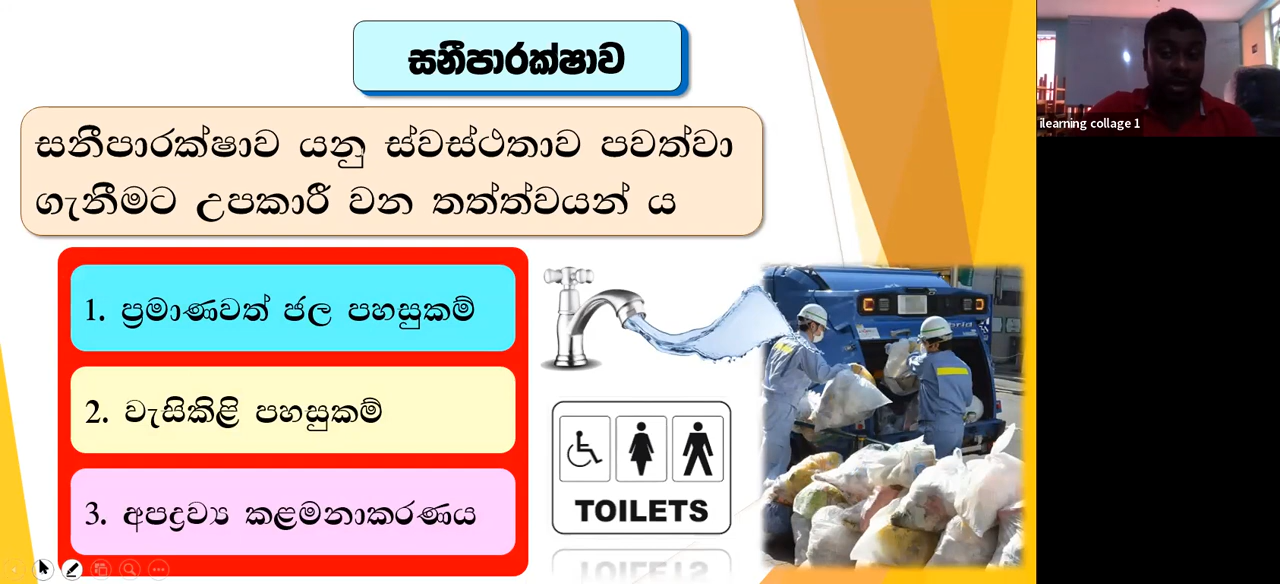 සනීපාරක්ෂාව
ilearning collage 1
සනීපාරක්ෂාව යනු ස්වස්ථතාව පවත්වා
ගැනීමට උපකාරී වන තත්ත්වයන් ය
1. ප්‍රමාණවත් ජල පහසුකම්
2. වැසිකිළි පහසුකම්
3. අපද්‍රව්‍ය කළමනාකරණය
TOILETS